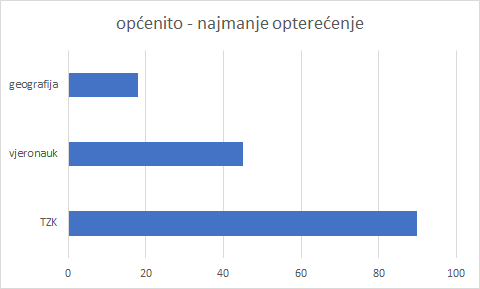 općenito - najmanje opterećenje
geografija
vjeronauk
TZK
0 20 40 60 80 100